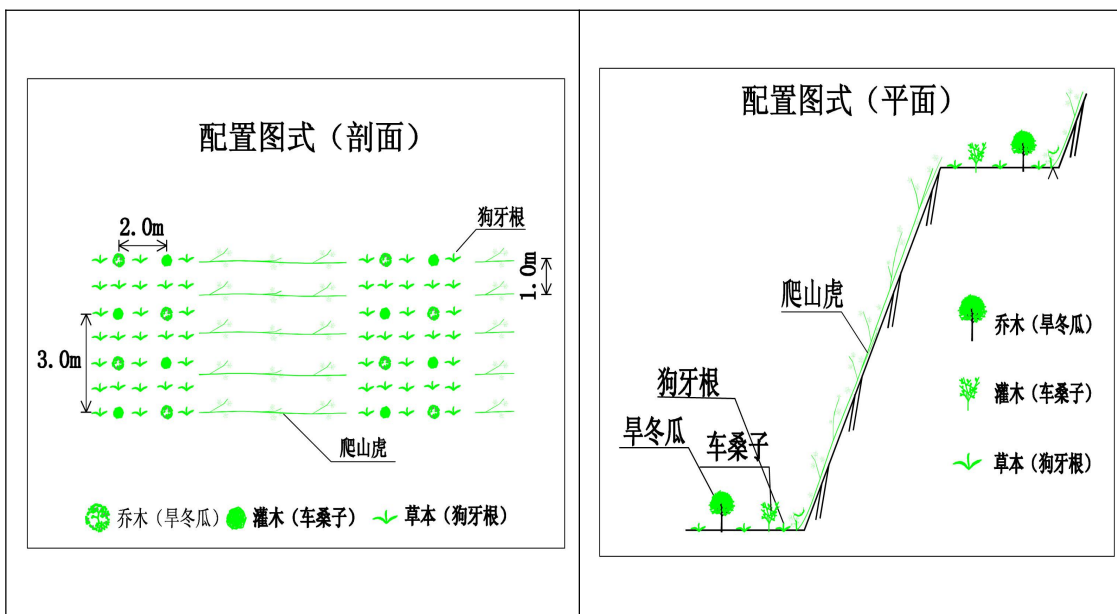 配置图式（剖面）
狗牙根
2.0m
1.0m
3.0m
爬山虎
乔木（旱冬瓜）
灌木（车桑子）
草本（狗牙根）
配置图式（平面）
爬山虎
狗牙根
旱冬瓜
车桑子
乔木（旱冬瓜）
灌木（车桑子）
草本（狗牙根）